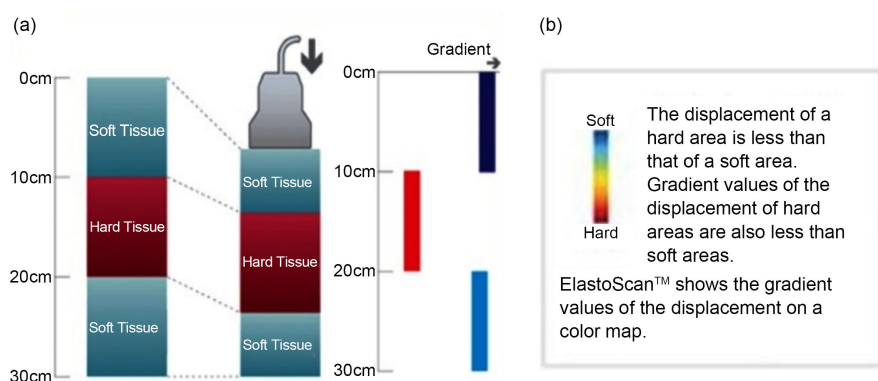 (a)
0cm
Soft Tissue
10cm
Hard Tissue
20cm
Soft Tissue
30cm
Soft Tissue
Hard Tissue
Soft Tissue
Gradient
0cm
10cm
20cm
30cm
(b)
Soft
Hard
The displacement of a
hard area is less than
that of a soft area.
Gradient values of the
displacement of hard
areas are also less than
soft areas.
ElastoScan™ shows the gradient
values of the displacement on a
color map.